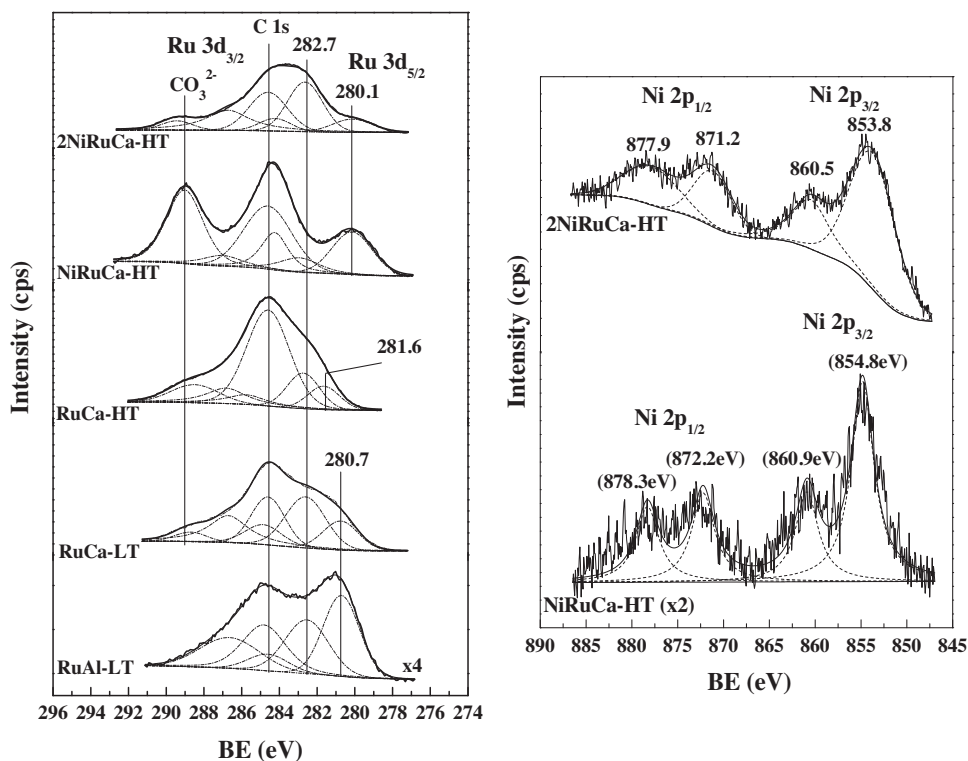 C 1s
Ru 3d3/2
282.7
Ru 3d5/2
CO3 2-
280.1
2NiRuCa-HT
NiRuCa-HT
281.6
RuCa-HT
280.7
RuCa-LT
RuAl-LT
x4
296 294 292 290 288 286 284 282 280 278 276 274
BE (eV)
Intensity (cps)
Ni 2p1/2
Ni 2p3/2
877.9
871.2
860.5
853.8
2NiRuCa-HT
Ni 2p3/2
(854.8eV)
Ni 2p1/2
(878.3eV)
(872.2eV)
(860.9eV)
NiRuCa-HT (x2)
890 885 880 875 870 865 860 855 850 845
BE (eV)
Intensity (cps)